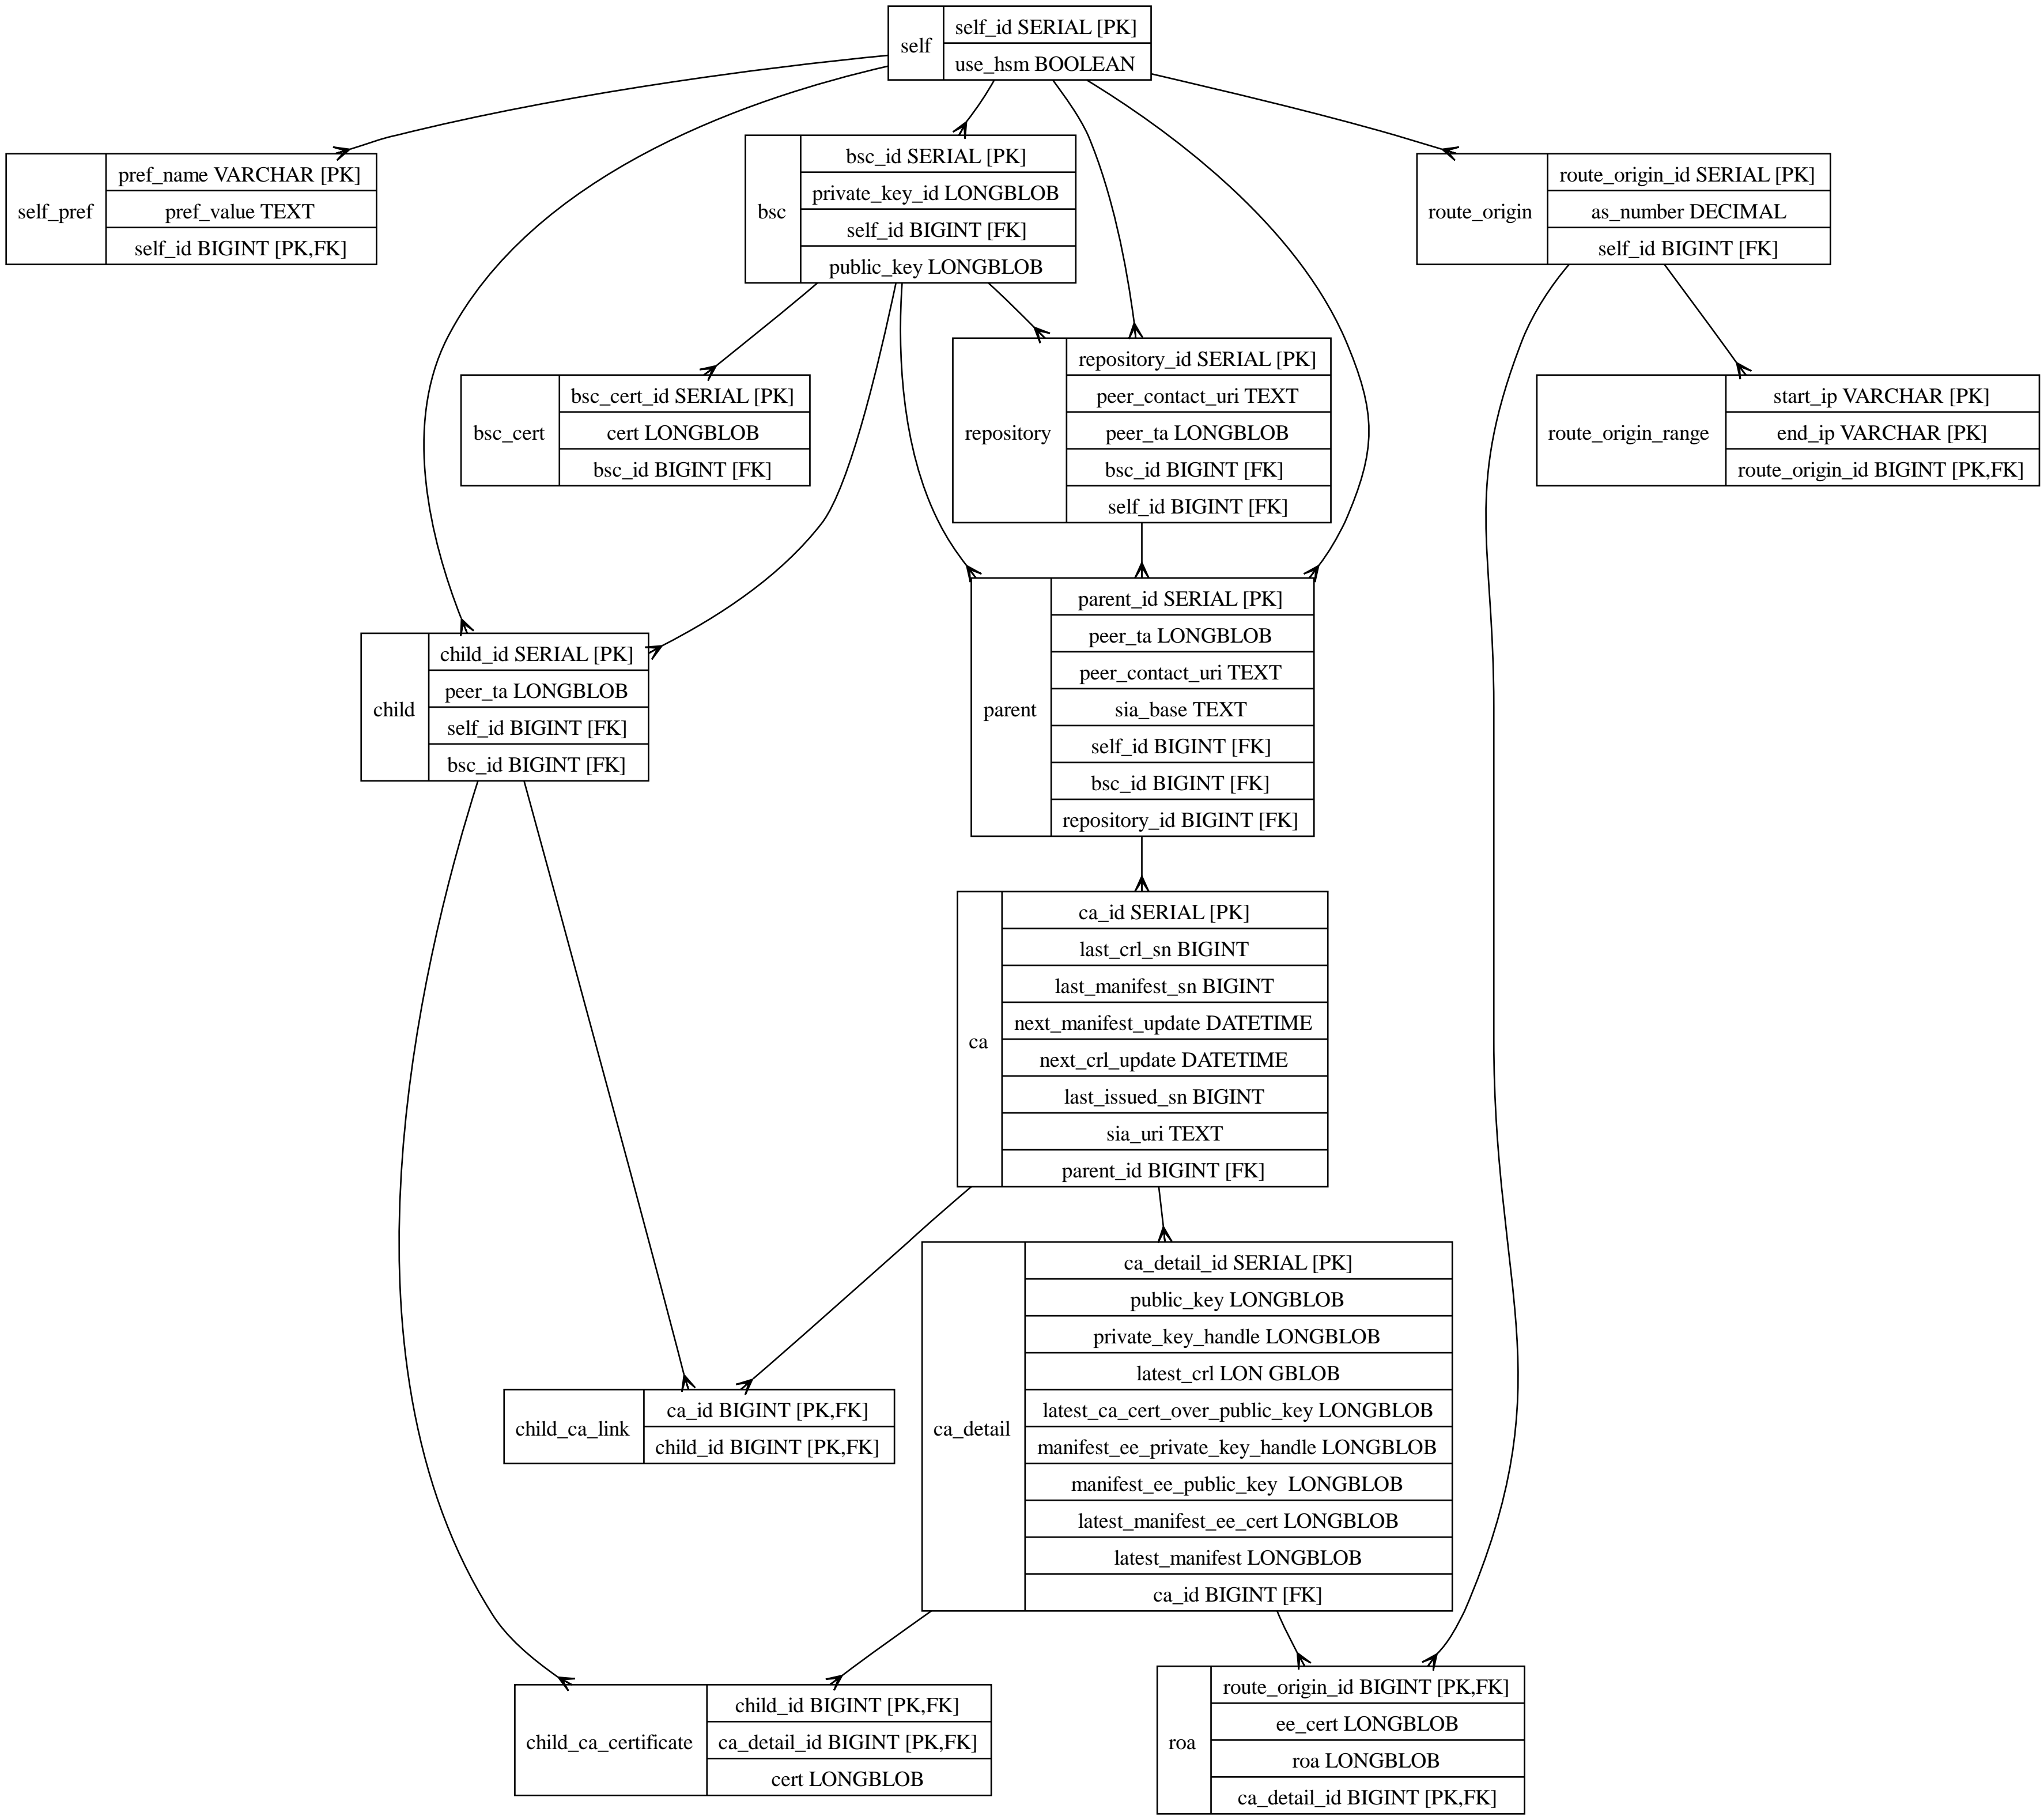 self
self_id SERIAL [PK]
use_hsm BOOLEAN
self_pref
pref_name VARCHAR [PK]
pref_value TEXT
self_id BIGINT [PK,FK]
bsc
bsc_id SERIAL [PK]
private_key_id LONGBLOB
self_id BIGINT [FK]
public_key LONGBLOB
route_origin
route_origin_id SERIAL [PK]
as_number DECIMAL
self_id BIGINT [FK]
bsc_cert
bsc_cert_id SERIAL [PK]
cert LONGBLOB
bsc_id BIGINT [FK]
repository
repository_id SERIAL [PK]
peer_contact_uri TEXT
peer_ta LONGBLOB
bsc_id BIGINT [FK]
self_id BIGINT [FK]
route_origin_range
start_ip VARCHAR [PK]
end_ip VARCHAR [PK]
route_origin_id BIGINT [PK,FK]
child
child_id SERIAL [PK]
peer_ta LONGBLOB
self_id BIGINT [FK]
bsc_id BIGINT [FK]
parent
parent_id SERIAL [PK]
peer_ta LONGBLOB
peer_contact_uri TEXT
sia_base TEXT
self_id BIGINT [FK]
bsc_id BIGINT [FK]
repository_id BIGINT [FK]
ca
ca_id SERIAL [PK]
last_crl_sn BIGINT
last_manifest_sn BIGINT
next_manifest_update DATETIME
next_crl_update DATETIME
last_issued_sn BIGINT
sia_uri TEXT
parent_id BIGINT [FK]
child_ca_link
ca_id BIGINT [PK,FK]
child_id BIGINT [PK,FK]
ca_detail
ca_detail_id SERIAL [PK]
public_key LONGBLOB
private_key_handle LONGBLOB
latest_crl LON GBLOB
latest_ca_cert_over_public_key LONGBLOB
manifest_ee_private_key_handle LONGBLOB
manifest_ee_public_key  LONGBLOB
latest_manifest_ee_cert LONGBLOB
latest_manifest LONGBLOB
ca_id BIGINT [FK]
child_ca_certificate
child_id BIGINT [PK,FK]
ca_detail_id BIGINT [PK,FK]
cert LONGBLOB
roa
route_origin_id BIGINT [PK,FK]
ee_cert LONGBLOB
roa LONGBLOB
ca_detail_id BIGINT [PK,FK]